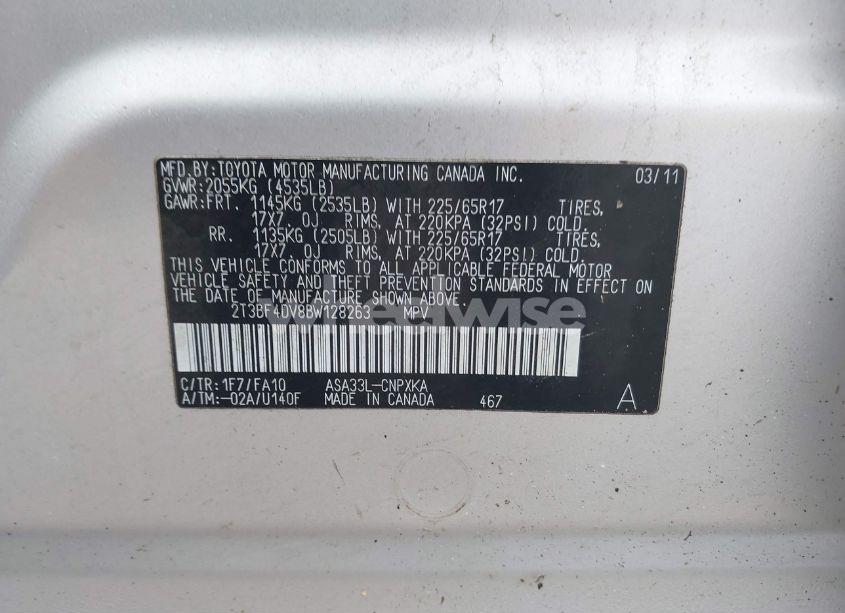 MFD.BY:TOYOTA MOTOR MANUFACTURING CANADA INC. 03/11
GVWR:2055KG (4535LB)
GAWR:FRT. 1145KG (2535LB) WITH 225/65R17 TIRES,
17X7 0J RIMS, AT 220KPA (32PSI) COLD.
RR. 1135KG (2505LB) WITH 225/65R17 TIRES,
17X7 0J RIMS, AT 220KPA (32PSI) COLD.
THIS VEHICLE CONFORMS TO ALL APPLICABLE FEDERAL MOTOR
VEHICLE SAFETY AND THEFT PREVENTION STANDARDS IN EFFECT ON
THE DATE OF MANUFACTURE SHOWN ABOVE.
2T3BF4DV8BW128263 MPV
wheelwise
C/TR:1F7/FA10 ASA33L-CNPXKA
A/TM:-02A/U140F MADE IN CANADA 467 A